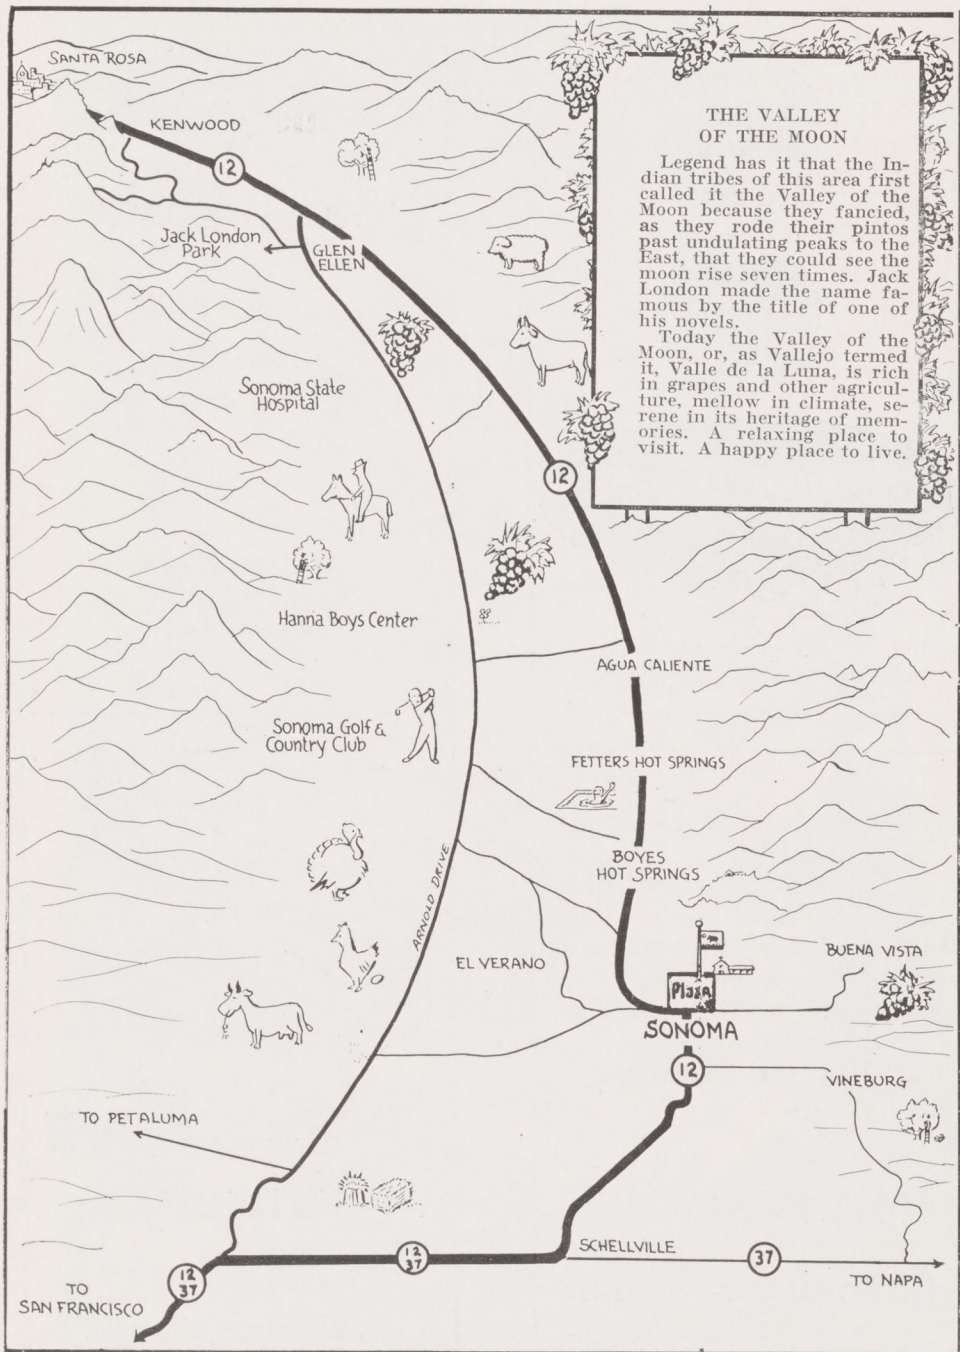 SANTA ROSA
KENWOOD
12
Jack London
Park
GLEN
ELLEN
THE VALLEY
OF THE MOON
Legend has it that the In-
dian tribes of this area first
called it the Valley of the
Moon because they fancied,
as they rode their pintos
past undulating peaks to the
East, that they could see the
moon rise seven times. Jack
London made the name fa-
mous by the title of one of
his novels.
Today the Valley of the
Moon, or, as Vallejo termed
it, Valle de la Luna, is rich
in grapes and other agricul-
ture, mellow in climate, se-
rene in its heritage of mem-
ories. A relaxing place to
visit. A happy place to live.
Sonoma State
Hospital
12
Hanna Boys Center
AGUA CALIENTE
Sonoma Golf &
Country Club
FETTERS HOT SPRINGS
BOYES
HOT SPRINGS
ARNOLD DRIVE
EL VERANO
BUENA VISTA
Plaza
SONOMA
12
VINEBURG
TO PETALUMA
SCHELLVILLE
12
37
37
TO NAPA
12
37
TO
SAN FRANCISCO